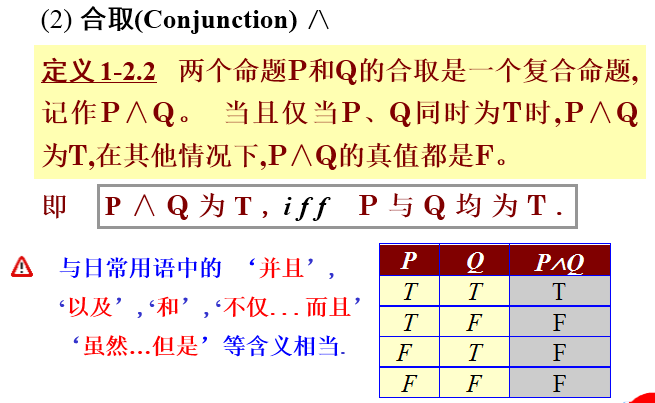 (2) 合取(Conjunction) ∧
定义1-2.2 两个命题P和Q的合取是一个复合命题,
记作P∧Q。 当且仅当P、Q同时为T时,P∧Q
为T,在其他情况下,P∧Q的真值都是F。
即 P ∧ Q 为 T , iff P 与 Q 均 为 T .
与日常用语中的 ‘并且’,
‘以及’,‘和’,‘不仅...而且’
‘虽然...但是’等含义相当.
P Q P∧Q
T T T
T F F
F T F
F F F